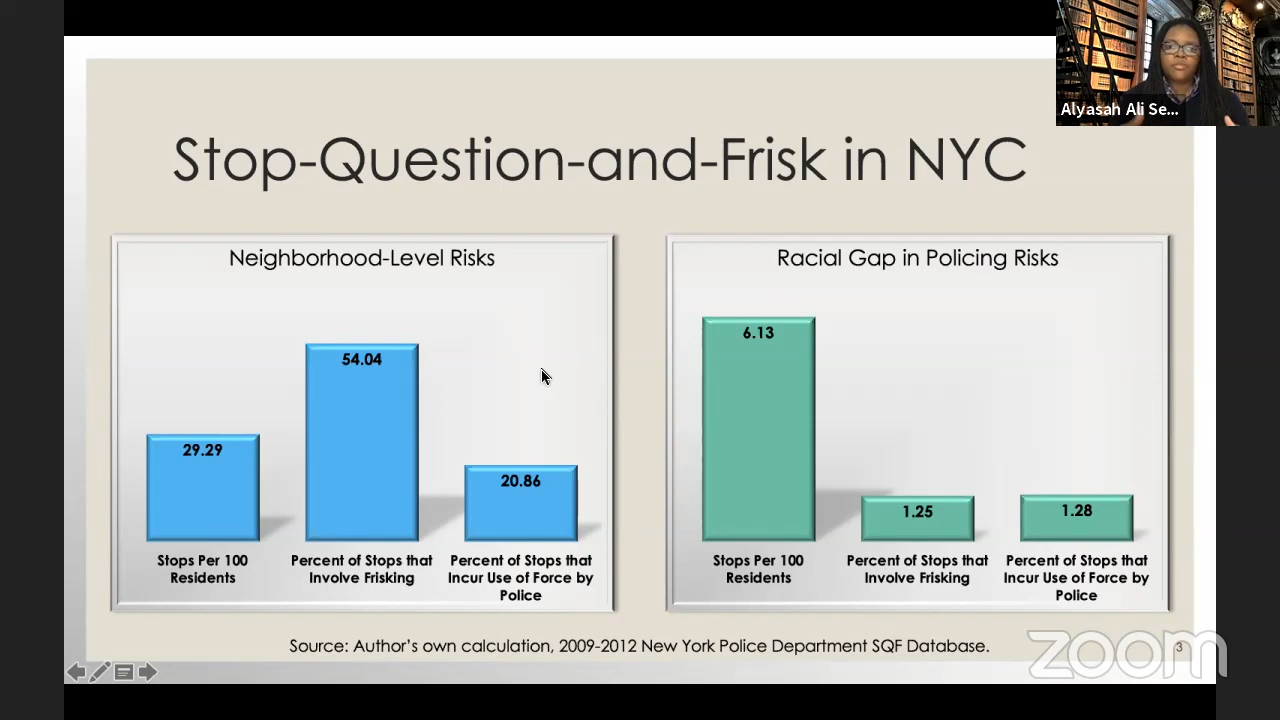 Alyasah Ali Se...
Stop-Question-and-Frisk in NYC
Neighborhood-Level Risks
29.29
54.04
20.86
Stops Per 100
Residents
Percent of Stops that
Involve Frisking
Percent of Stops that
Incur Use of Force by
Police
Racial Gap in Policing Risks
6.13
1.25
1.28
Stops Per 100
Residents
Percent of Stops that
Involve Frisking
Percent of Stops that
Incur Use of Force by
Police
Source: Author's own calculation, 2009-2012 New York Police Department SQF Database.
zoom
3